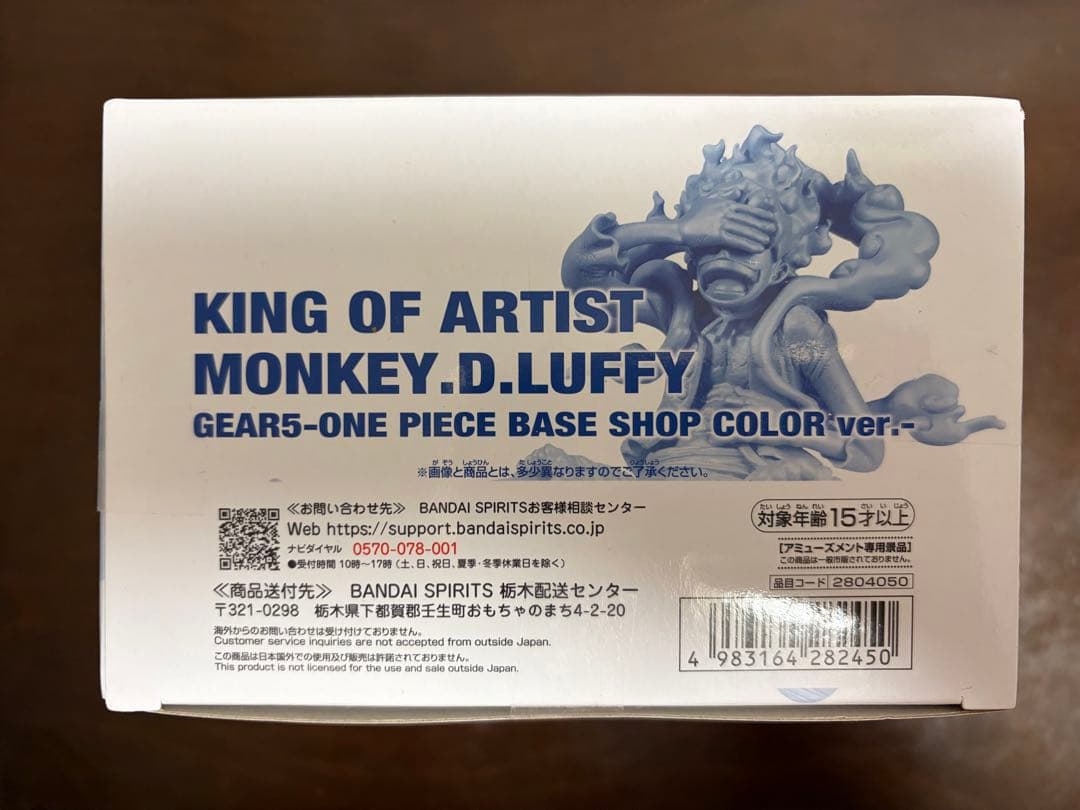 KING OF ARTIST
MONKEY.D.LUFFY
GEAR5-ONE PIECE BASE SHOP COLOR ver.-
※画像と商品とは、多少異なりますのでご了承ください。
≪お問い合わせ先≫ BANDAI SPIRITSお客様相談センター
Web https://support.bandaispirits.co.jp
ナビダイヤル 0570-078-001
●受付時間 10時〜17時(土、日、祝日、夏季・冬季休業日を除く)
≪商品送付先≫ BANDAI SPIRITS 栃木配送センター
〒321-0298 栃木県下都賀郡壬生町おもちゃのまち4-2-20
海外からのお問い合わせは受け付けておりません。
Customer service inquiries are not accepted from outside Japan.
この商品は日本国外での使用及び販売は許諾されておりません。
This product is not licensed for the use and sale outside Japan.
対象年齢15才以上
[アミューズメント専用景品]
この商品は一般市販されておりません。
品目コード 2804050
4 983164 282450